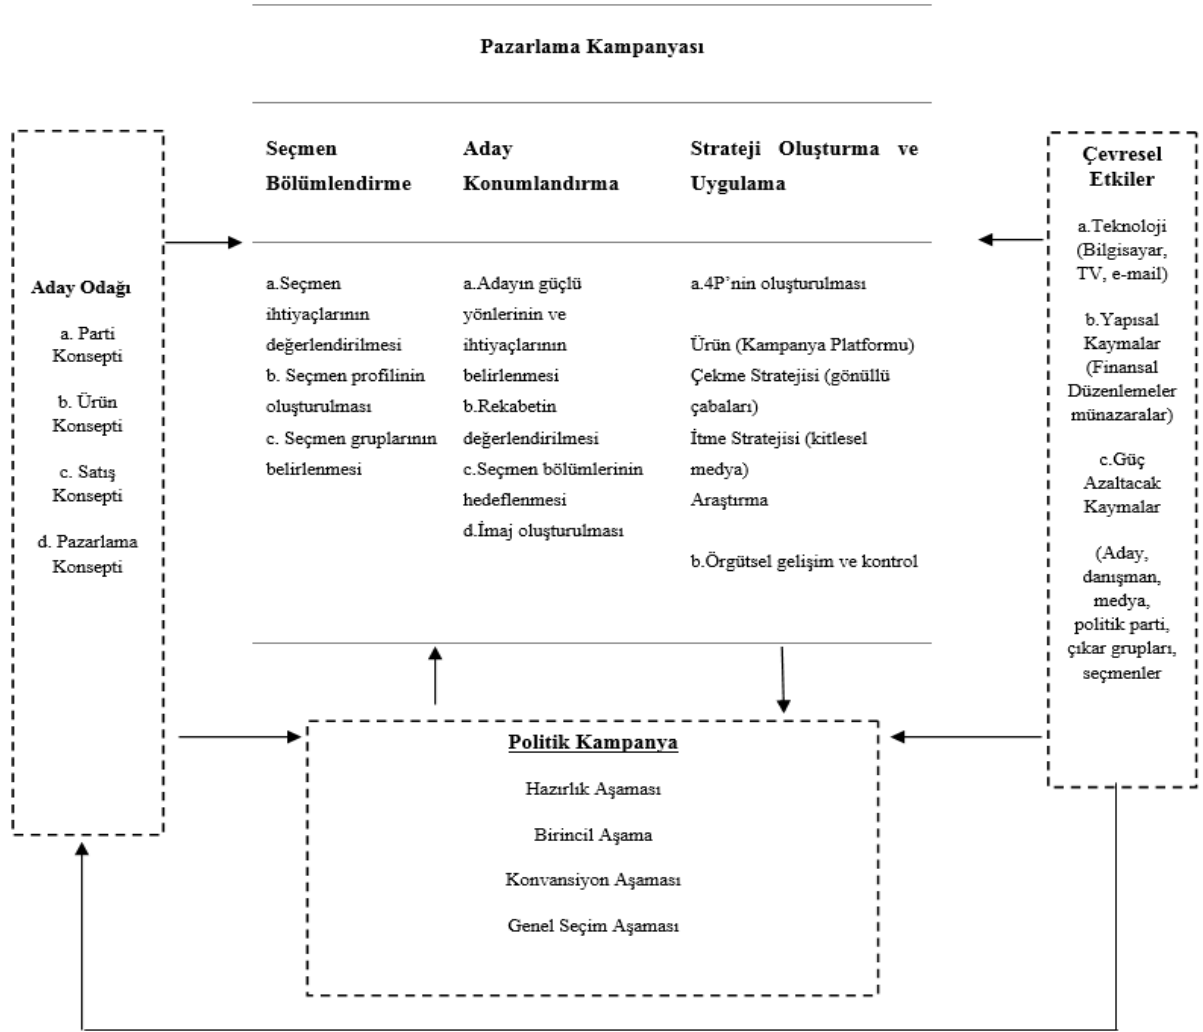 Pazarlama Kampanyası
Aday Odağı
a. Parti
Konsepti
b. Ürün
Konsepti
c. Satış
Konsepti
d. Pazarlama
Konsepti
Seçmen
Bölümlendirme
a.Seçmen
ihtiyaçlarının
değerlendirilmesi
b. Seçmen profilinin
oluşturulması
c. Seçmen gruplarının
belirlenmesi
Aday
Konumlandırma
a.Adayın güçlü
yönlerinin ve
ihtiyaçlarının
belirlenmesi
b.Rekabetin
değerlendirilmesi
c.Seçmen bölümlerinin
hedeflenmesi
d.İmaj oluşturulması
Strateji Oluşturma ve
Uygulama
a.4P’nin oluşturulması
Ürün (Kampanya Platformu)
Çekme Stratejisi (gönüllü
çabaları)
İtme Stratejisi (kitlesel
medya)
Araştırma
b.Örgütsel gelişim ve kontrol
Çevresel
Etkiler
a.Teknoloji
(Bilgisayar,
TV, e-mail)
b.Yapısal
Kaymalar
(Finansal
Düzenlemeler
münazaralar)
c.Güç
Azaltacak
Kaymalar
(Aday,
danışman,
medya,
politik parti,
çıkar grupları,
seçmenler
Politik Kampanya
Hazırlık Aşaması
Birincil Aşama
Konvansiyon Aşaması
Genel Seçim Aşaması